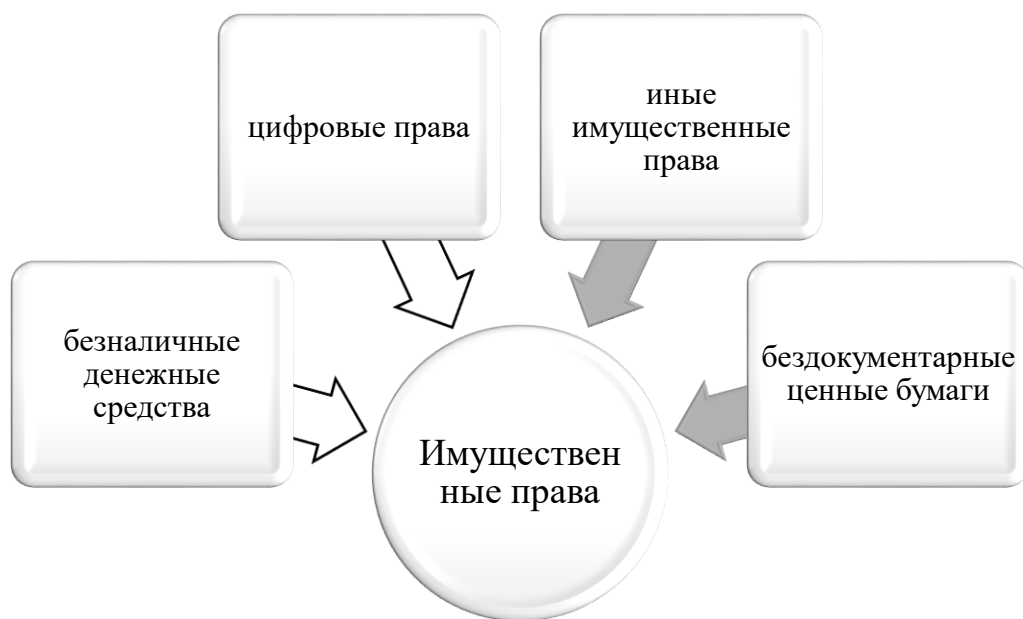 цифровые права
иные
имущественные
права
безналичные
денежные
средства
бездокументарные
ценные бумаги
Имуществен
ные права